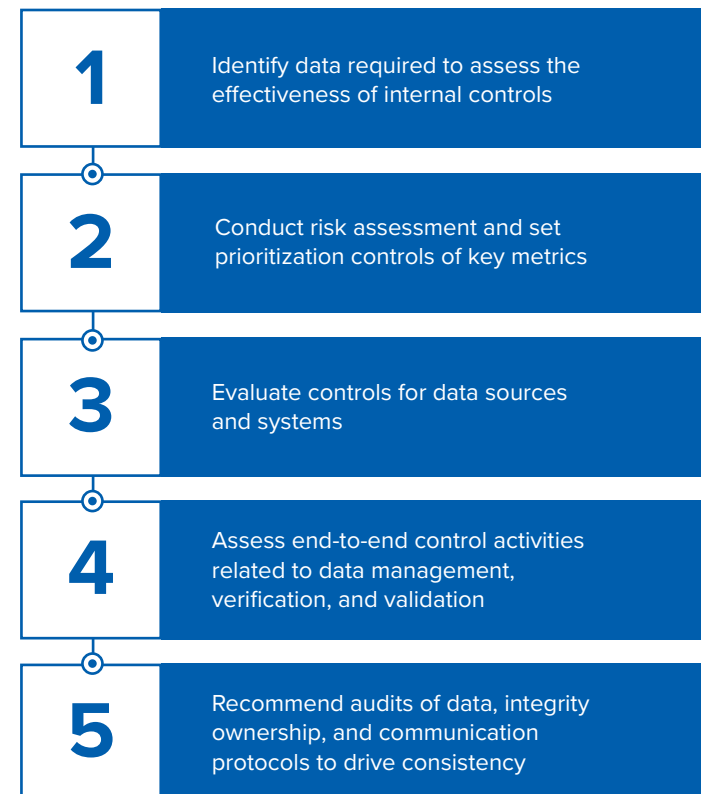 1
Identify data required to assess the
effectiveness of internal controls
2
Conduct risk assessment and set
prioritization controls of key metrics
3
Evaluate controls for data sources
and systems
4
Assess end-to-end control activities
related to data management,
verification, and validation
5
Recommend audits of data, integrity
ownership, and communication
protocols to drive consistency